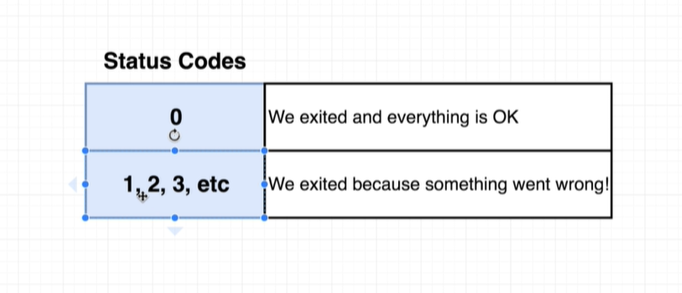 Status Codes
0
We exited and everything is OK
1, 2, 3, etc
We exited because something went wrong!